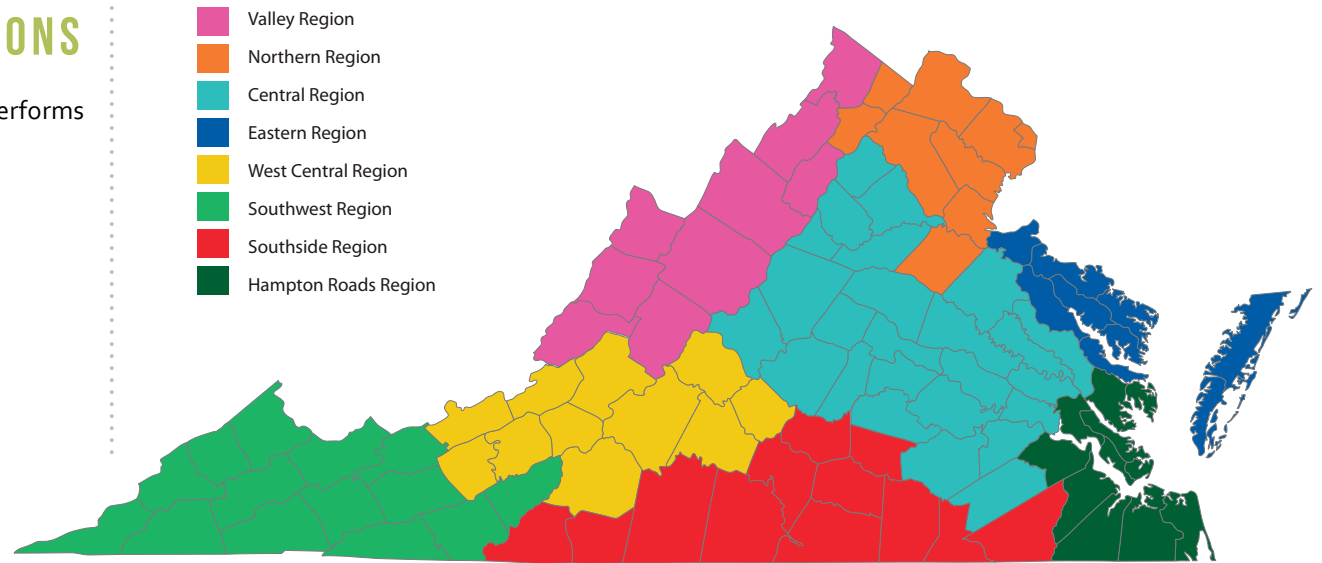 ONS
erforms
Valley Region
Northern Region
Central Region
Eastern Region
West Central Region
Southwest Region
Southside Region
Hampton Roads Region